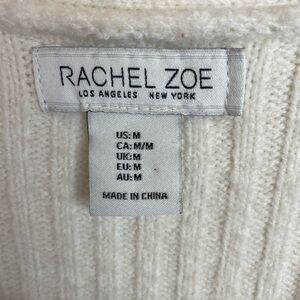 RACHEL ZOE
LOS ANGELES NEW YORK
US: M
CA: M/M
UK: M
EU: M
AU: M
MADE IN CHINA